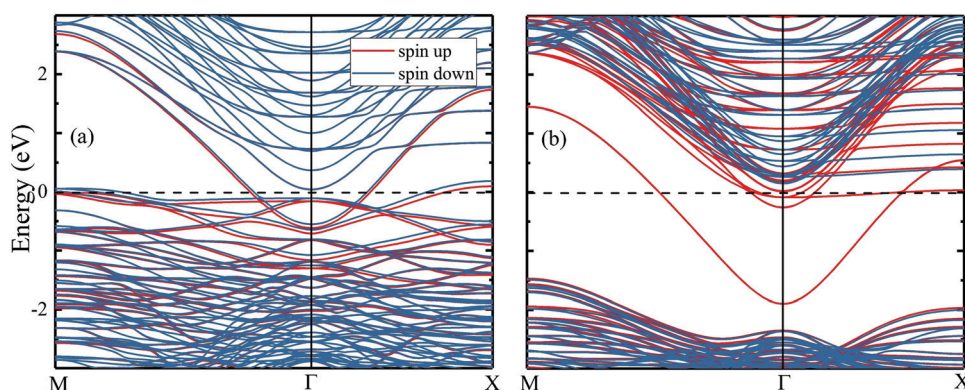 spin up
spin down
(a)
(b)
Energy (eV)
2
0
-2
M
Γ
X
M
Γ
X